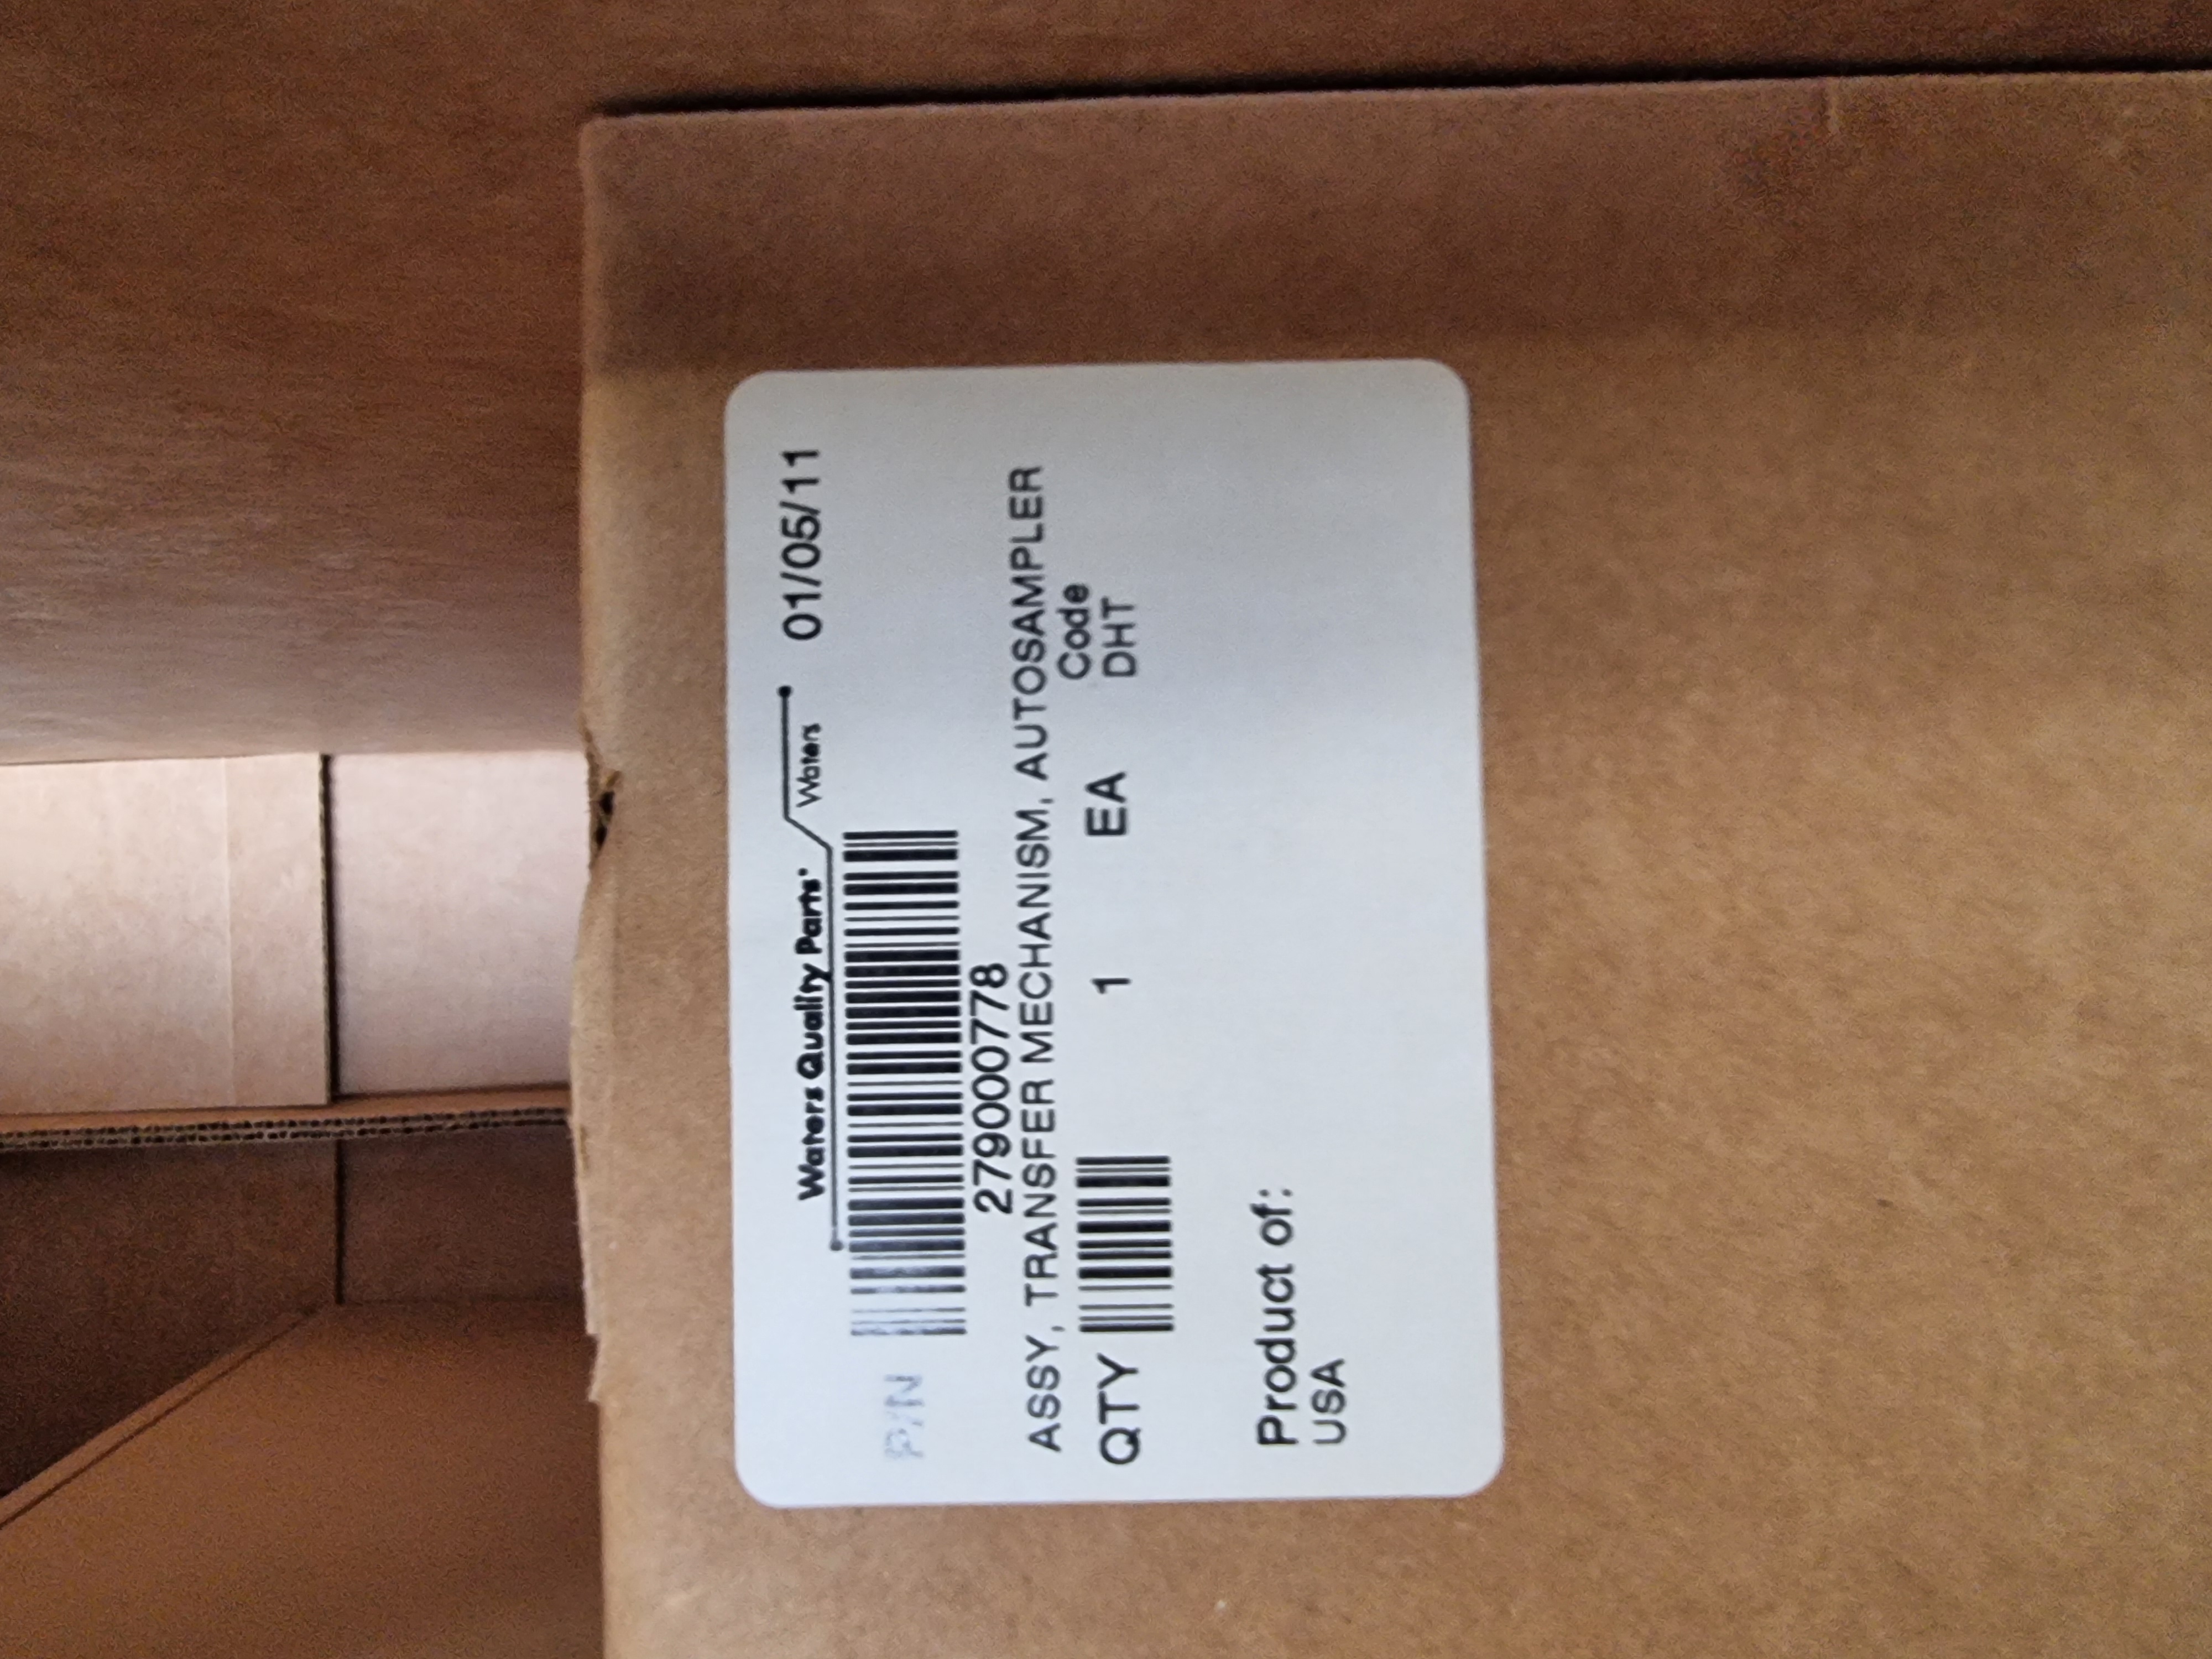 Waters Quality Parts
Waters
01/05/11
P/N
279000778
ASSY, TRANSFER MECHANISM, AUTOSAMPLER
Code
QTY 1 EA DHT
Product of:
USA